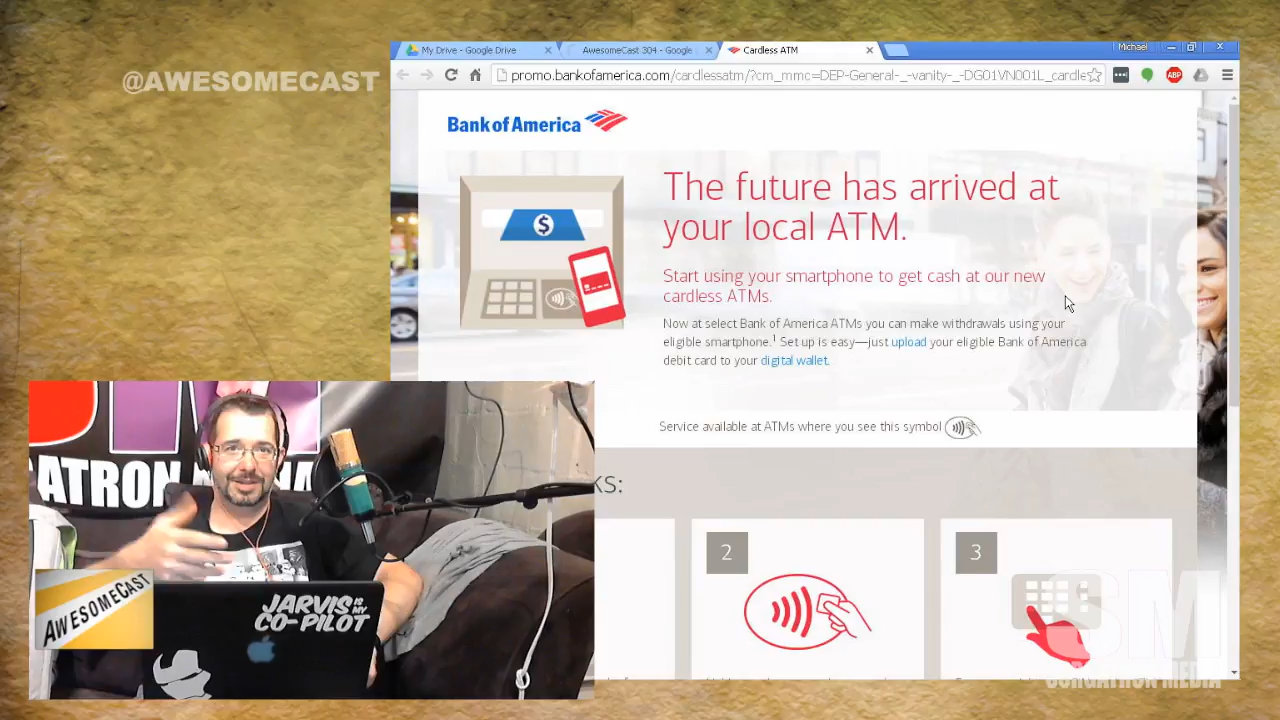 @AWESOMECAST
My Drive - Google Drive
AwesomeCast 304 - Google
Cardless ATM
Michael
promo.bankofamerica.com/cardlessatm/?cm_mmc=DEP-General-_-vanity-_-DG01VN001L_cardle
ABP
Bank of America
The future has arrived at
your local ATM.
$
Start using your smartphone to get cash at our new
cardless ATMs.
Now at select Bank of America ATMs you can make withdrawals using your
eligible smartphone.1 Set up is easy—just upload your eligible Bank of America
debit card to your digital wallet.
Service available at ATMs where you see this symbol
ks:
2
3
AWESOMECAST
JARVIS IS MY
CO-PILOT
SM
SORGATRON MEDIA